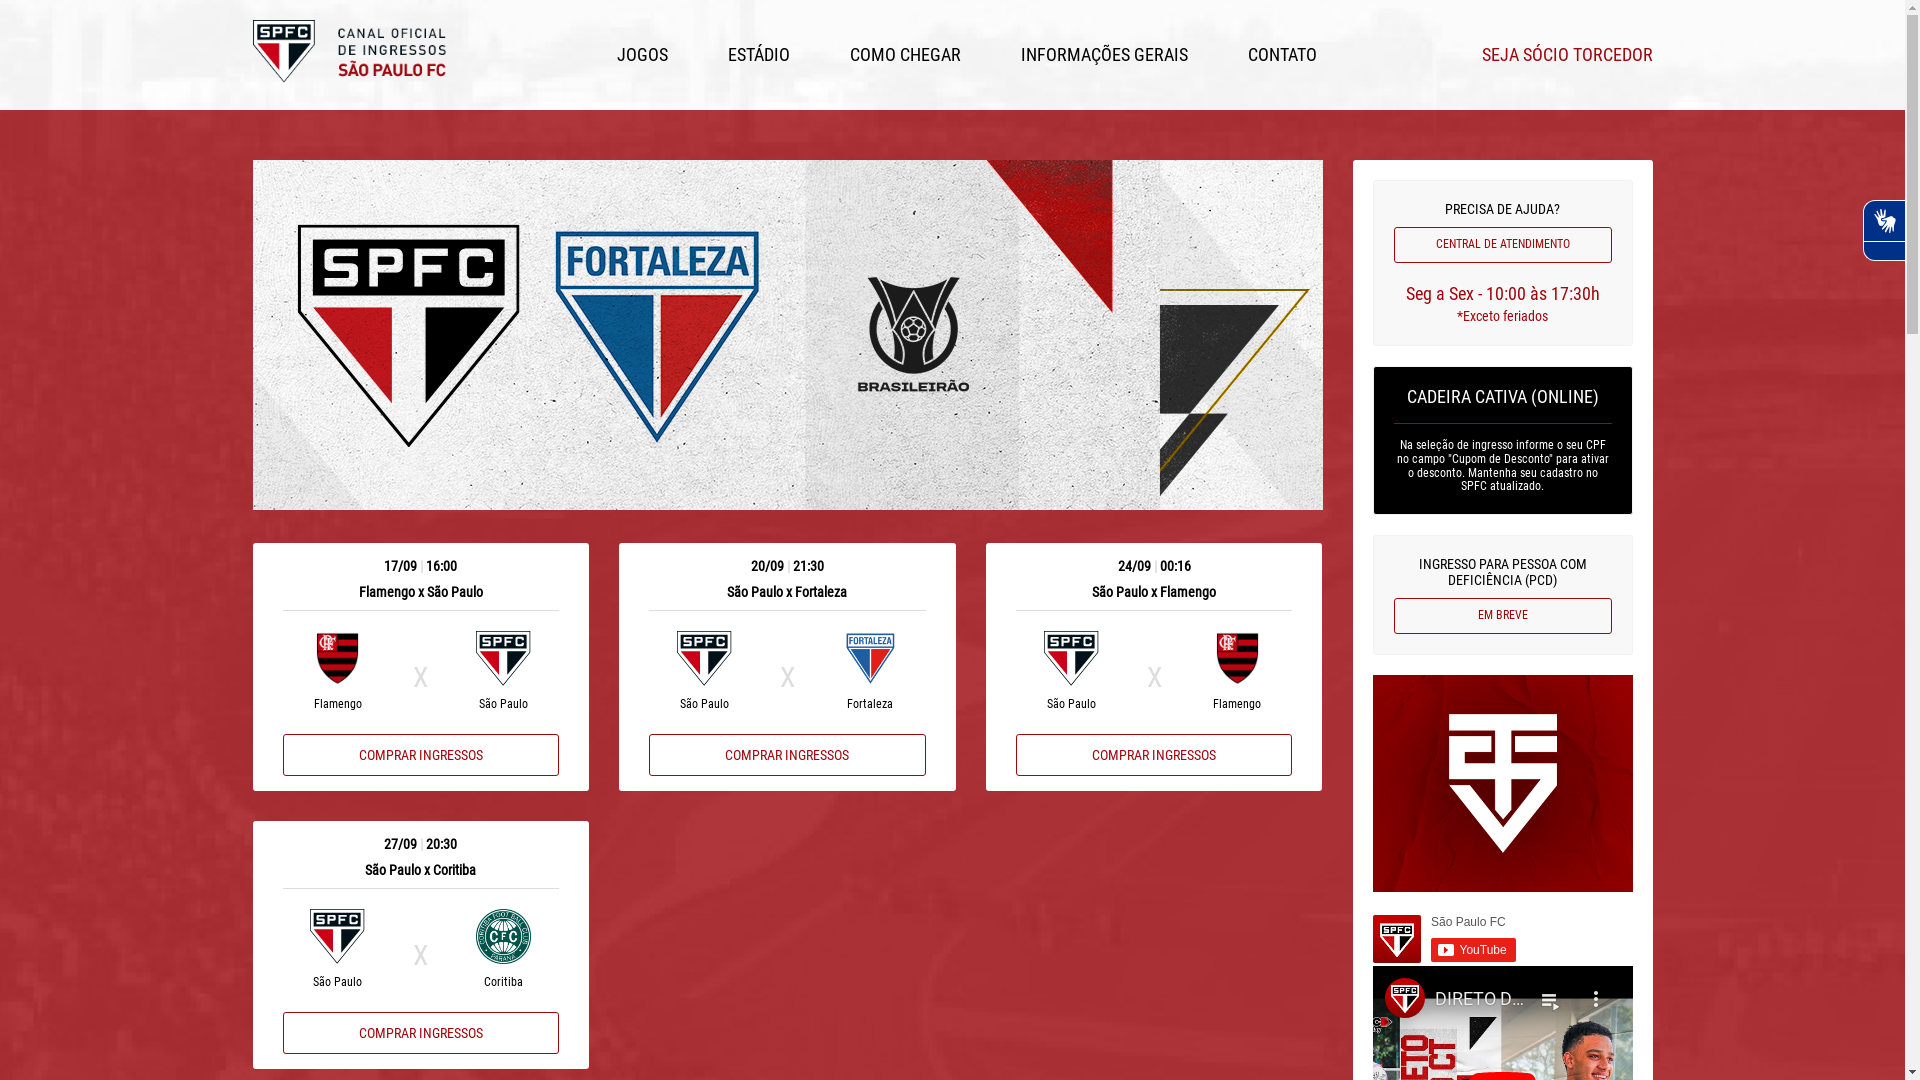 SPFC
CANAL OFICIAL
DE INGRESSOS
SÃO PAULO FC
JOGOS
ESTÁDIO
COMO CHEGAR
INFORMAÇÕES GERAIS
CONTATO
SEJA SÓCIO TORCEDOR
SPFC
FORTALEZA
BRASILEIRÃO
17/09 | 16:00
Flamengo x São Paulo
SPFC
X
Flamengo
São Paulo
COMPRAR INGRESSOS
20/09 | 21:30
São Paulo x Fortaleza
SPFC
FORTALEZA
X
São Paulo
Fortaleza
COMPRAR INGRESSOS
24/09 | 00:16
São Paulo x Flamengo
SPFC
X
São Paulo
Flamengo
COMPRAR INGRESSOS
27/09 | 20:30
São Paulo x Coritiba
SPFC
CFC
X
São Paulo
Coritiba
COMPRAR INGRESSOS
PRECISA DE AJUDA?
CENTRAL DE ATENDIMENTO
Seg a Sex - 10:00 às 17:30h
*Exceto feriados
CADEIRA CATIVA (ONLINE)
Na seleção de ingresso informe o seu CPF
no campo "Cupom de Desconto" para ativar
o desconto. Mantenha seu cadastro no
SPFC atualizado.
INGRESSO PARA PESSOA COM
DEFICIÊNCIA (PCD)
EM BREVE
SPFC
São Paulo FC
YouTube
SPFC
DIRETO D...